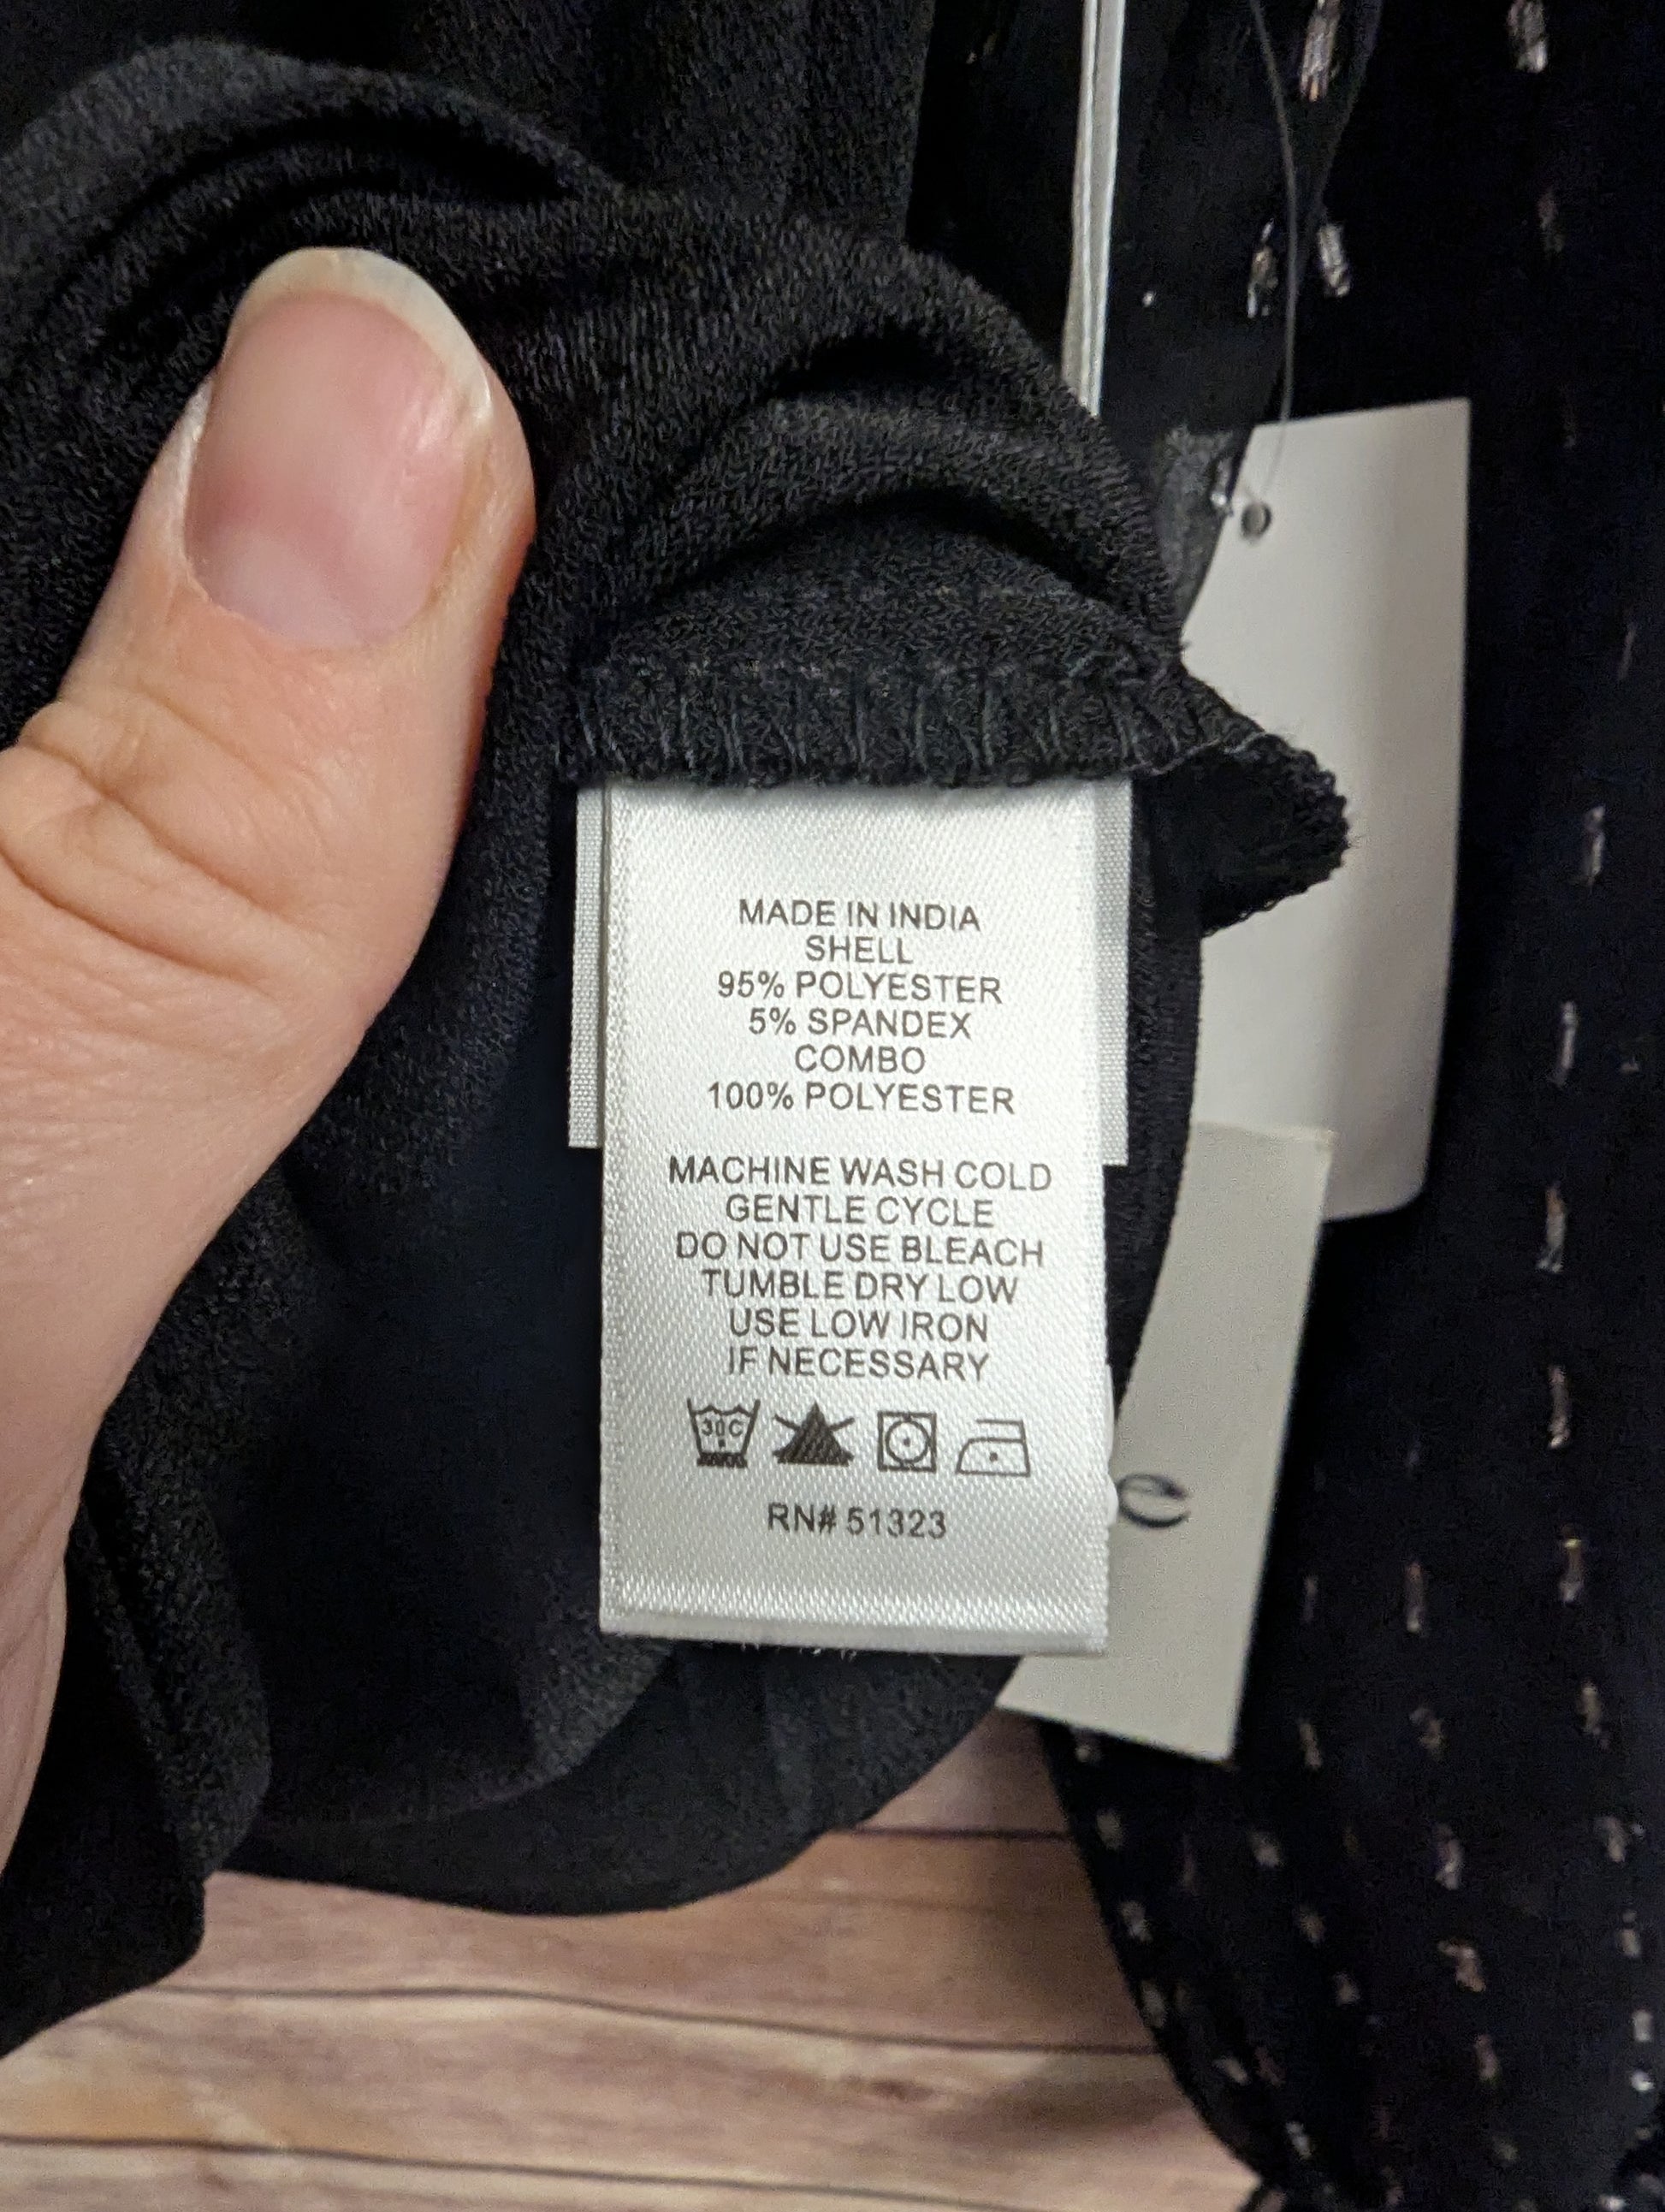 MADE IN INDIA
SHELL
95% POLYESTER
5% SPANDEX
COMBO
100% POLYESTER
MACHINE WASH COLD
GENTLE CYCLE
DO NOT USE BLEACH
TUMBLE DRY LOW
USE LOW IRON
IF NECESSARY
30C
RN# 51323
e